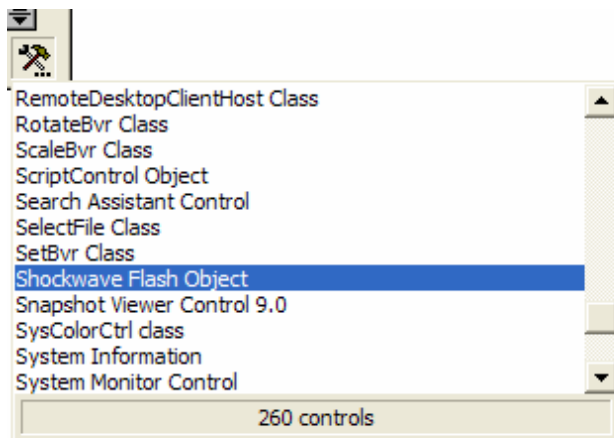 RemoteDesktopClientHost Class
RotateBvr Class
ScaleBvr Class
ScriptControl Object
Search Assistant Control
SelectFile Class
SetBvr Class
Shockwave Flash Object
Snapshot Viewer Control 9.0
SysColorCtrl class
System Information
System Monitor Control
260 controls